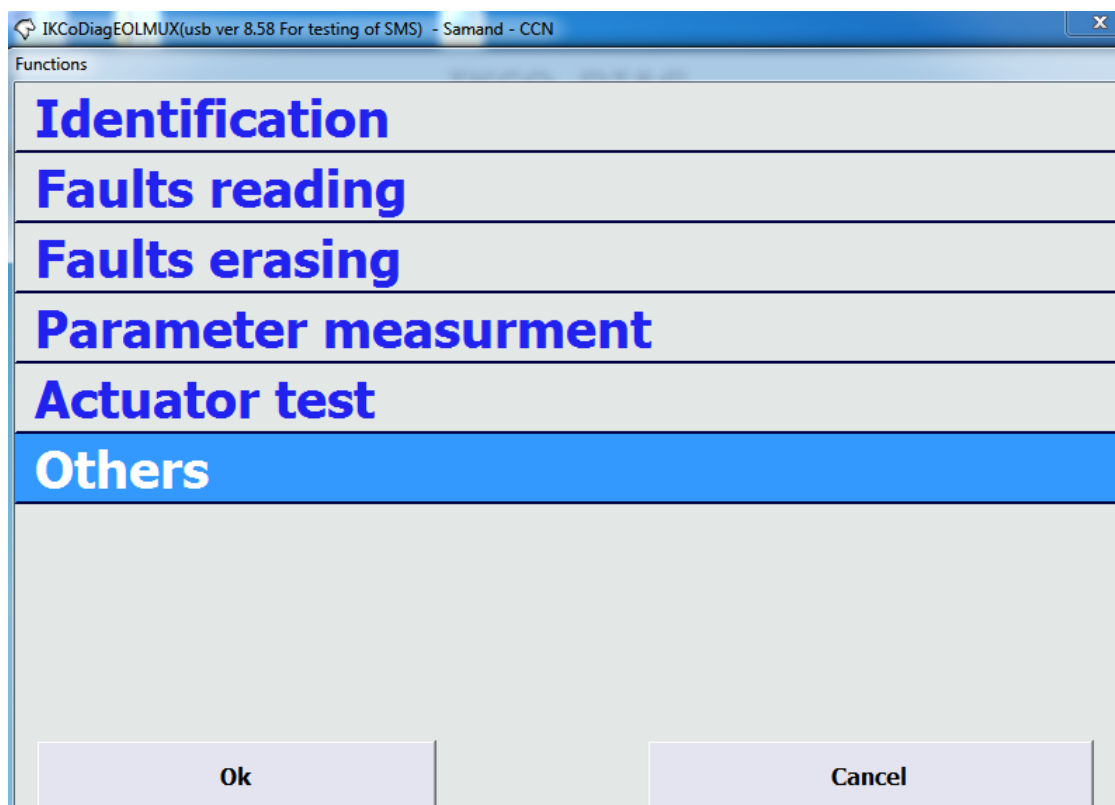 IKCoDiagEOLMUX(usb ver 8.58 For testing of SMS) - Samand - CCN
X
Functions
Identification
Faults reading
Faults erasing
Parameter measurment
Actuator test
Others
Ok
Cancel